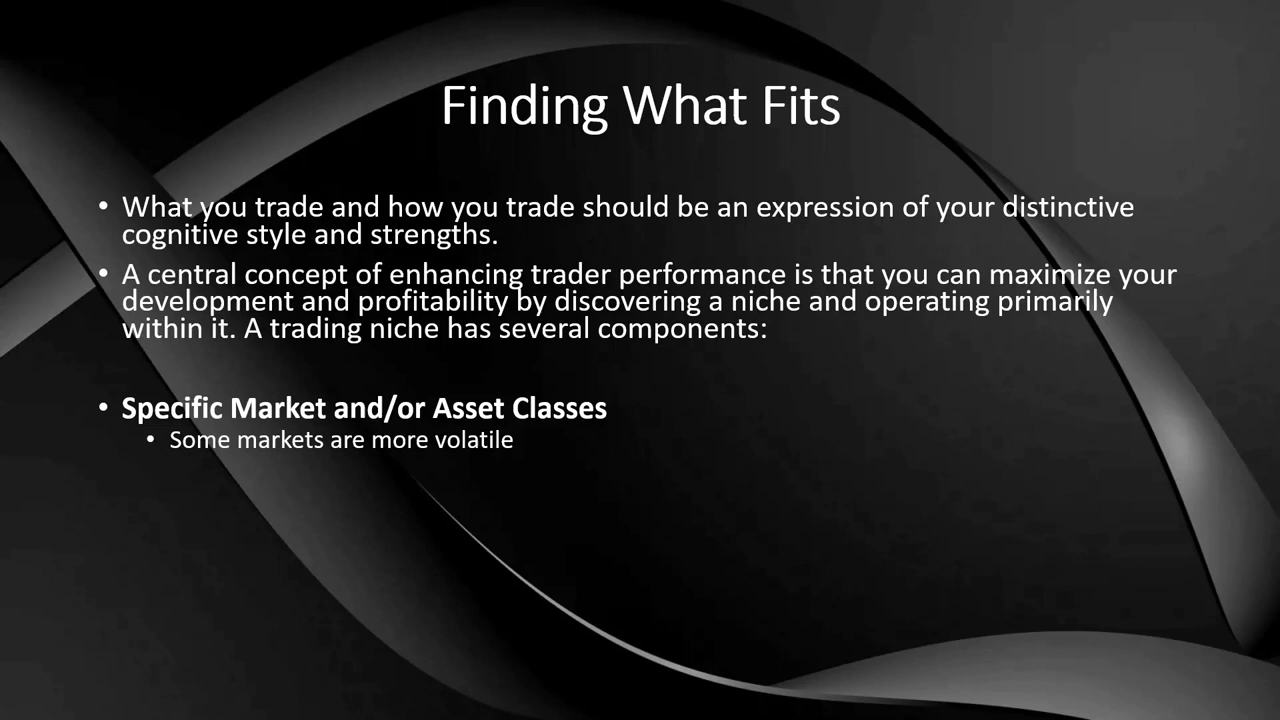 Finding What Fits
• What you trade and how you trade should be an expression of your distinctive
cognitive style and strengths.
• A central concept of enhancing trader performance is that you can maximize your
development and profitability by discovering a niche and operating primarily
within it. A trading niche has several components:
• Specific Market and/or Asset Classes
• Some markets are more volatile